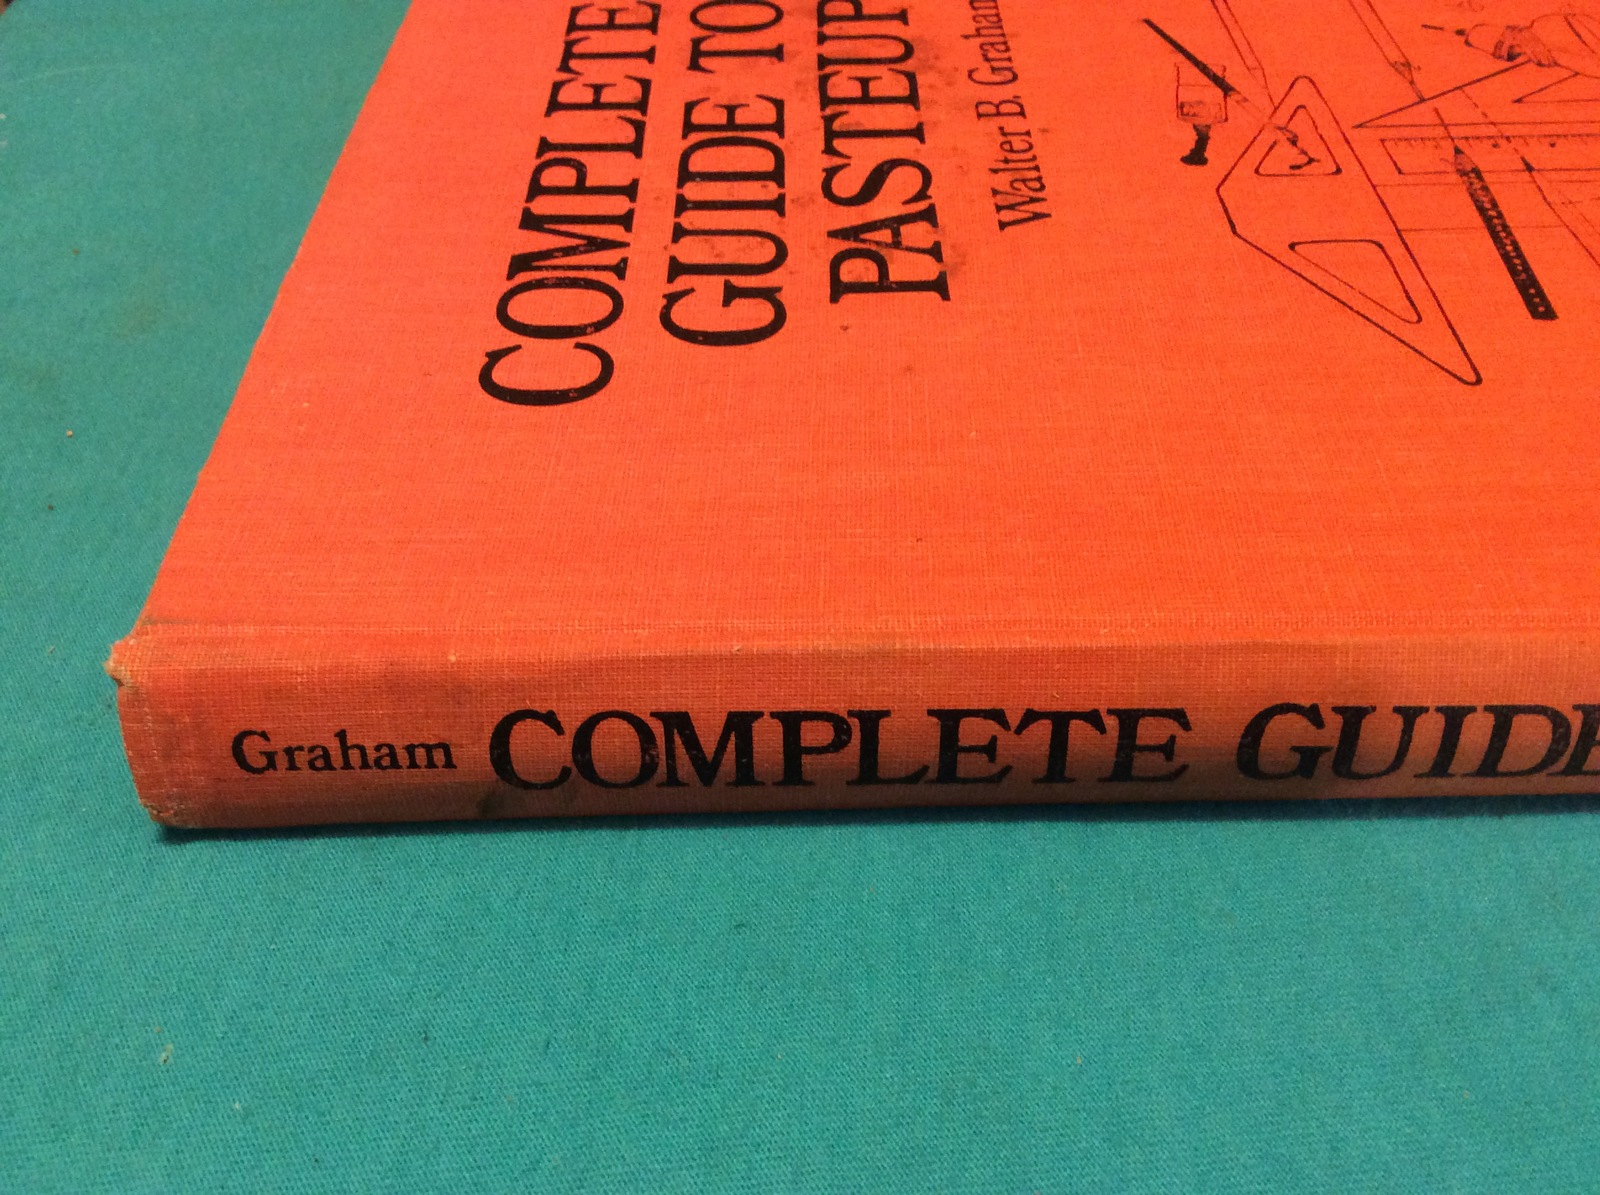 COMPLETE
GUIDE TO
PASTEUP
Walter B. Graham
Graham COMPLETE GUIDE